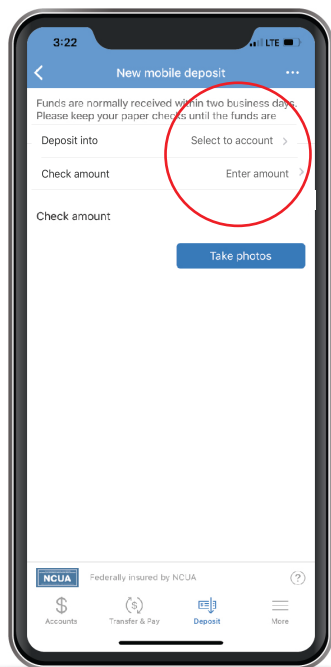 3:22 LTE
New mobile deposit
Funds are normally received within two business days.
Please keep your paper checks until the funds are
Deposit into Select to account
Check amount Enter amount
Check amount
Take photos
NCUA Federally insured by NCUA ?
$ ($)
Accounts Transfer & Pay Deposit More